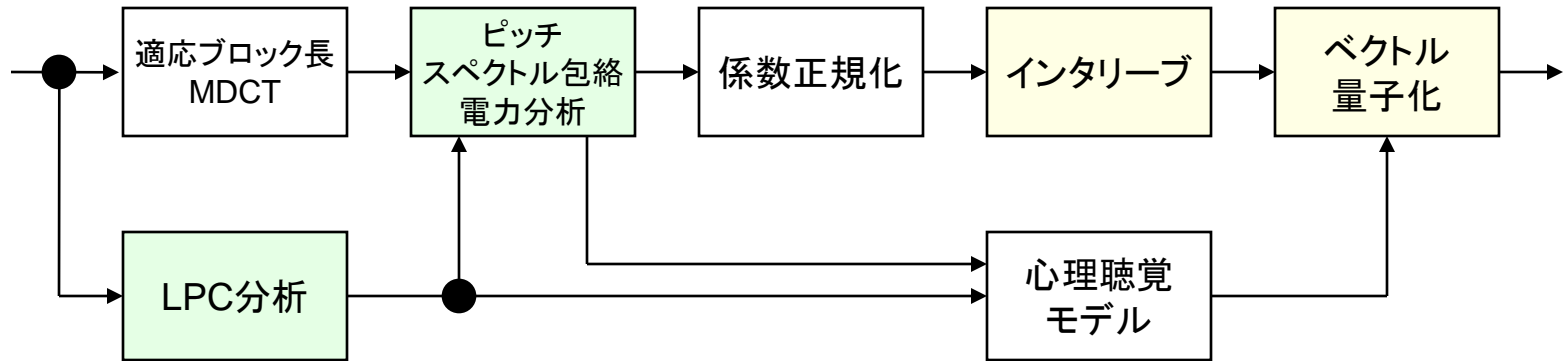 適応ブロック長
MDCT
ピッチ
スペクトル包絡
電力分析
係数正規化
インタリーブ
ベクトル
量子化
LPC分析
心理聴覚
モデル